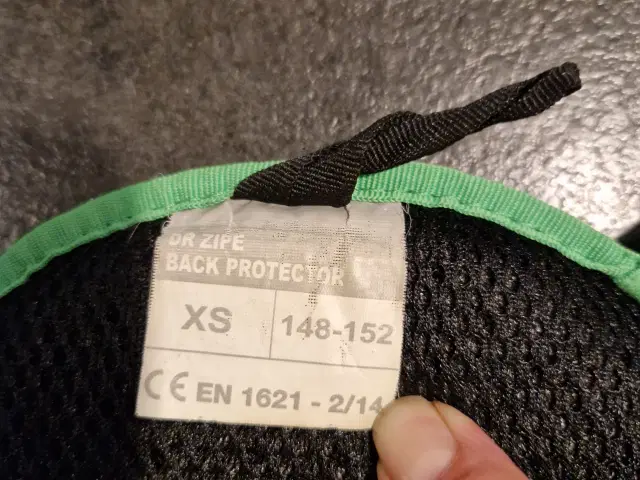 DR ZIPE
BACK PROTECTOR
XS
148-152
CE EN 1621 - 2/14